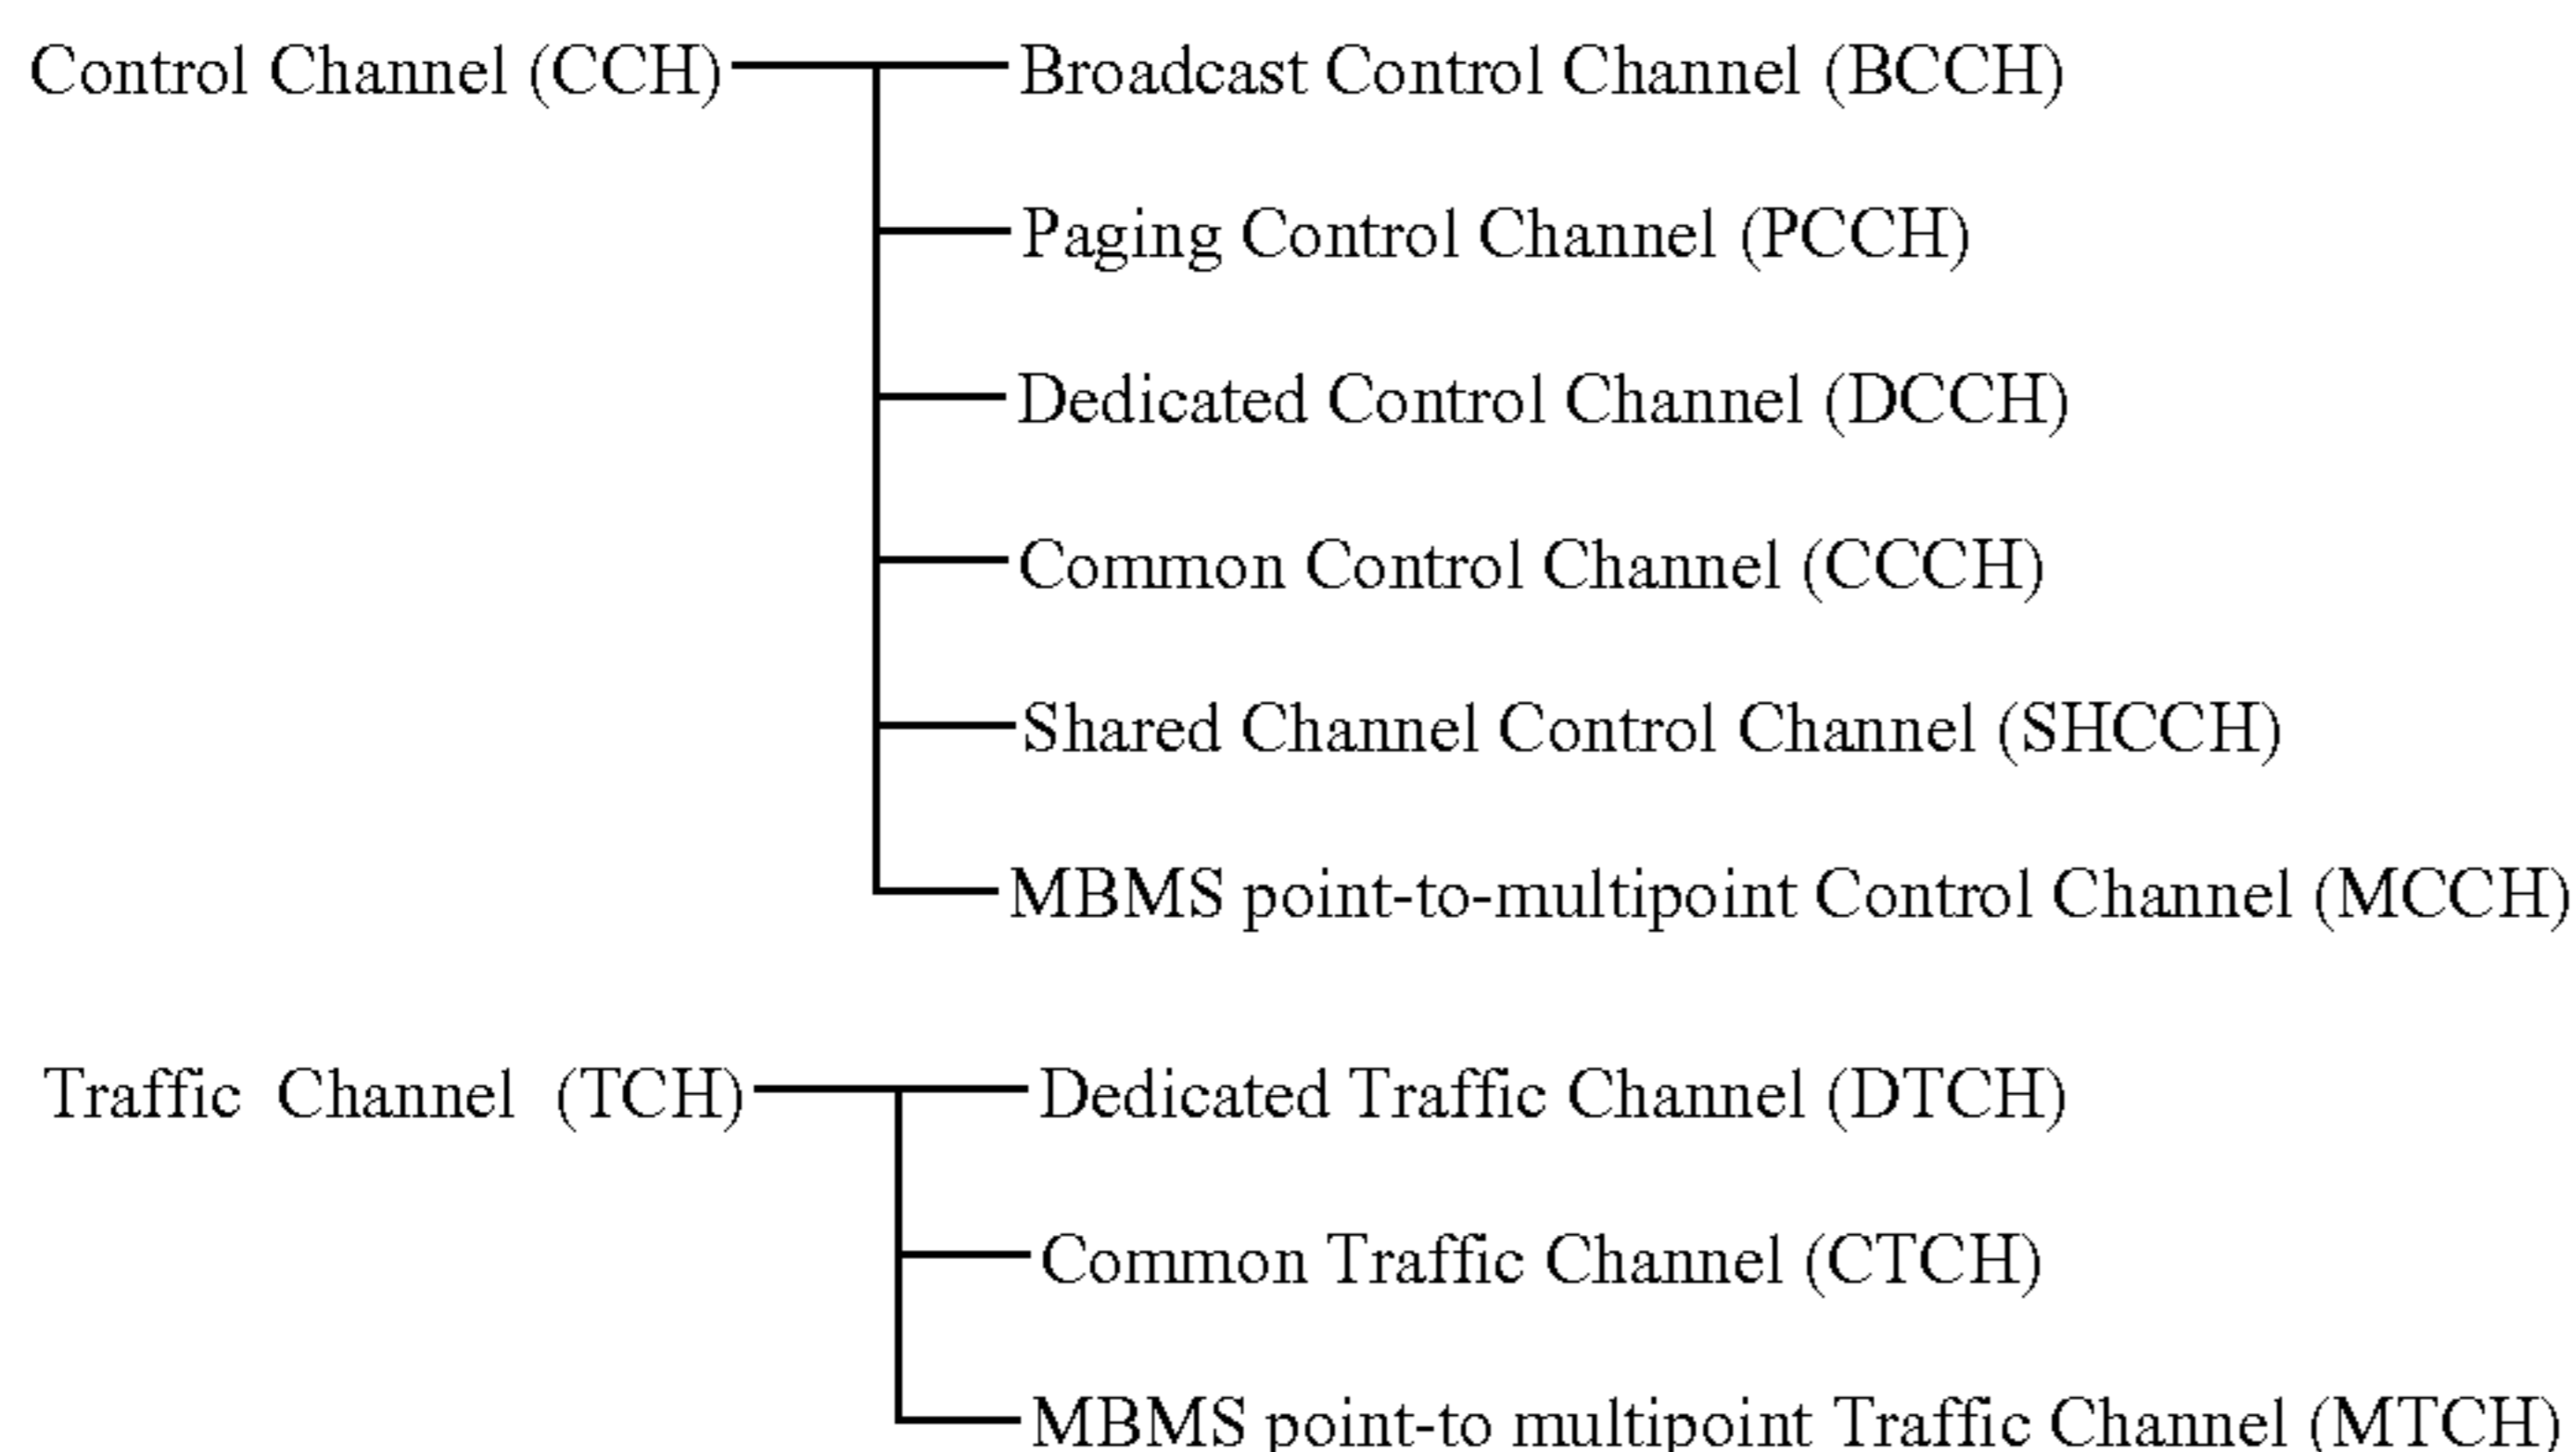 Control Channel (CCH)
Broadcast Control Channel (BCCH)
Paging Control Channel (PCCH)
Dedicated Control Channel (DCCH)
Common Control Channel (CCCH)
Shared Channel Control Channel (SHCCH)
MBMS point-to-multipoint Control Channel (MCCH)
Traffic Channel (TCH)
Dedicated Traffic Channel (DTCH)
Common Traffic Channel (CTCH)
MBMS point-to multipoint Traffic Channel (MTCH)